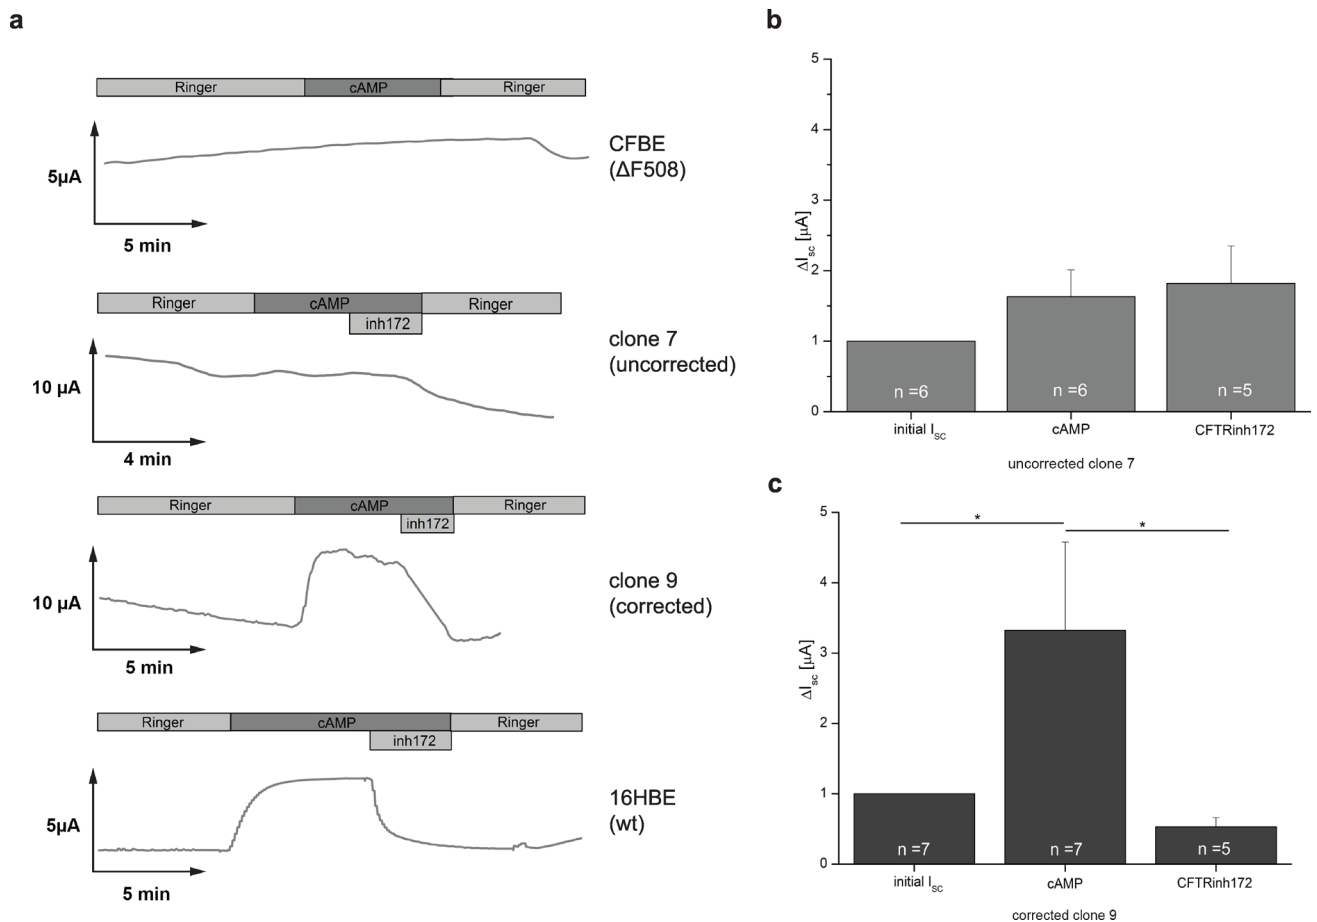 a
Ringer cAMP Ringer
5µA
5 min
CFBE
(ΔF508)
Ringer cAMP Ringer
inh172
10 µA
4 min
clone 7
(uncorrected)
Ringer cAMP Ringer
inh172
10 µA
5 min
clone 9
(corrected)
Ringer cAMP Ringer
inh172
5µA
5 min
16HBE
(wt)
b
5
4
3
2
1
0
ΔIsc [µA]
n =6 n =6 n =5
initial ISC cAMP CFTRinh172
uncorrected clone 7
c
5
4
3
2
1
0
ΔIsc [µA]
* *
n =7 n =7 n =5
initial ISC cAMP CFTRinh172
corrected clone 9